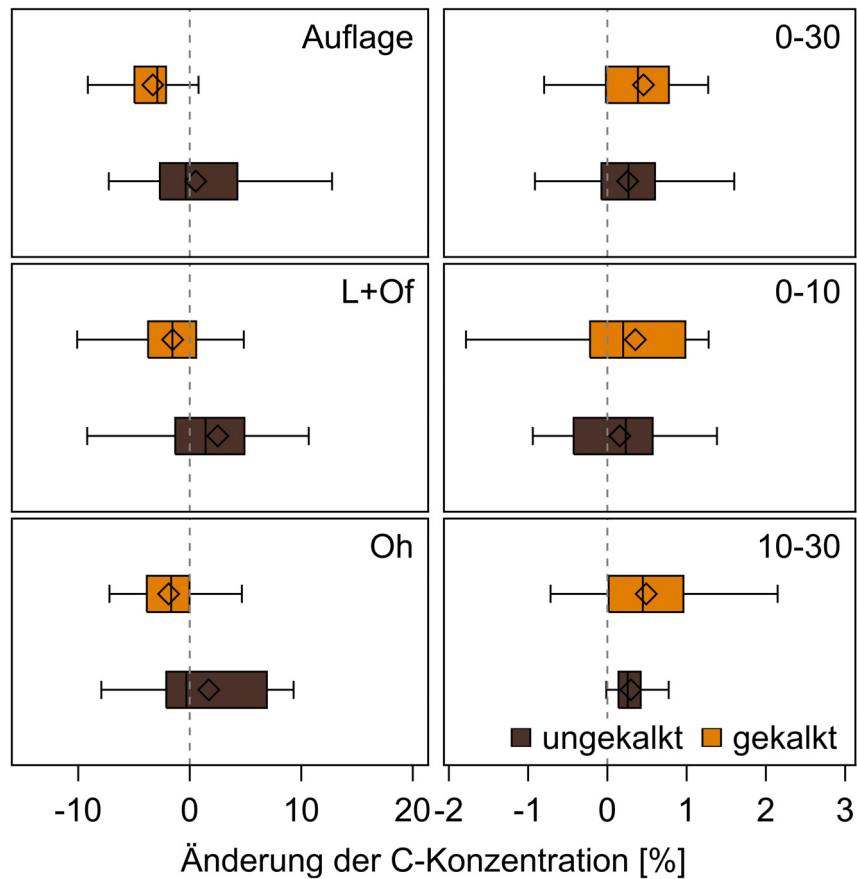 Auflage
0-30
L+Of
0-10
Oh
10-30
ungekalkt gekalkt
-10 0 10 20 -2 -1 0 1 2 3
Änderung der C-Konzentration [%]